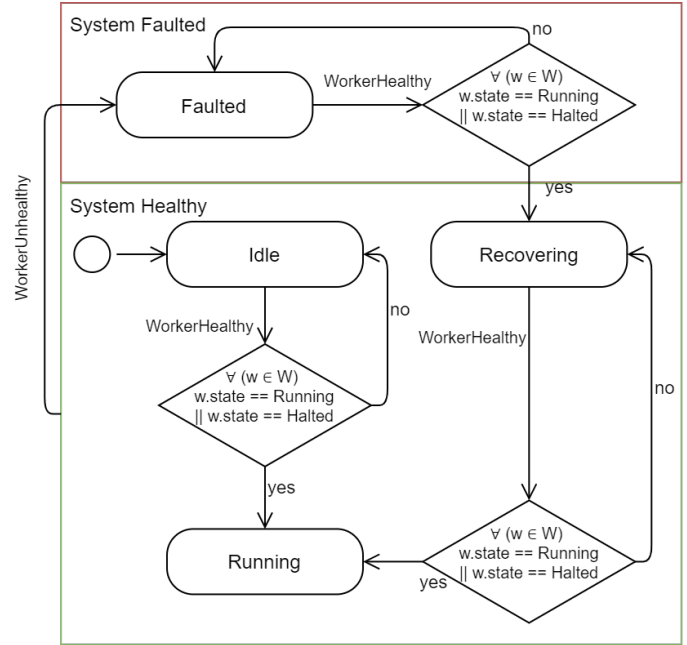 System Faulted
no
Faulted
WorkerHealthy
∀ (w ∈ W)
w.state == Running
|| w.state == Halted
yes
WorkerUnhealthy
System Healthy
Idle
Recovering
no
WorkerHealthy
WorkerHealthy
∀ (w ∈ W)
w.state == Running
|| w.state == Halted
no
yes
Running
∀ (w ∈ W)
w.state == Running
|| w.state == Halted
yes